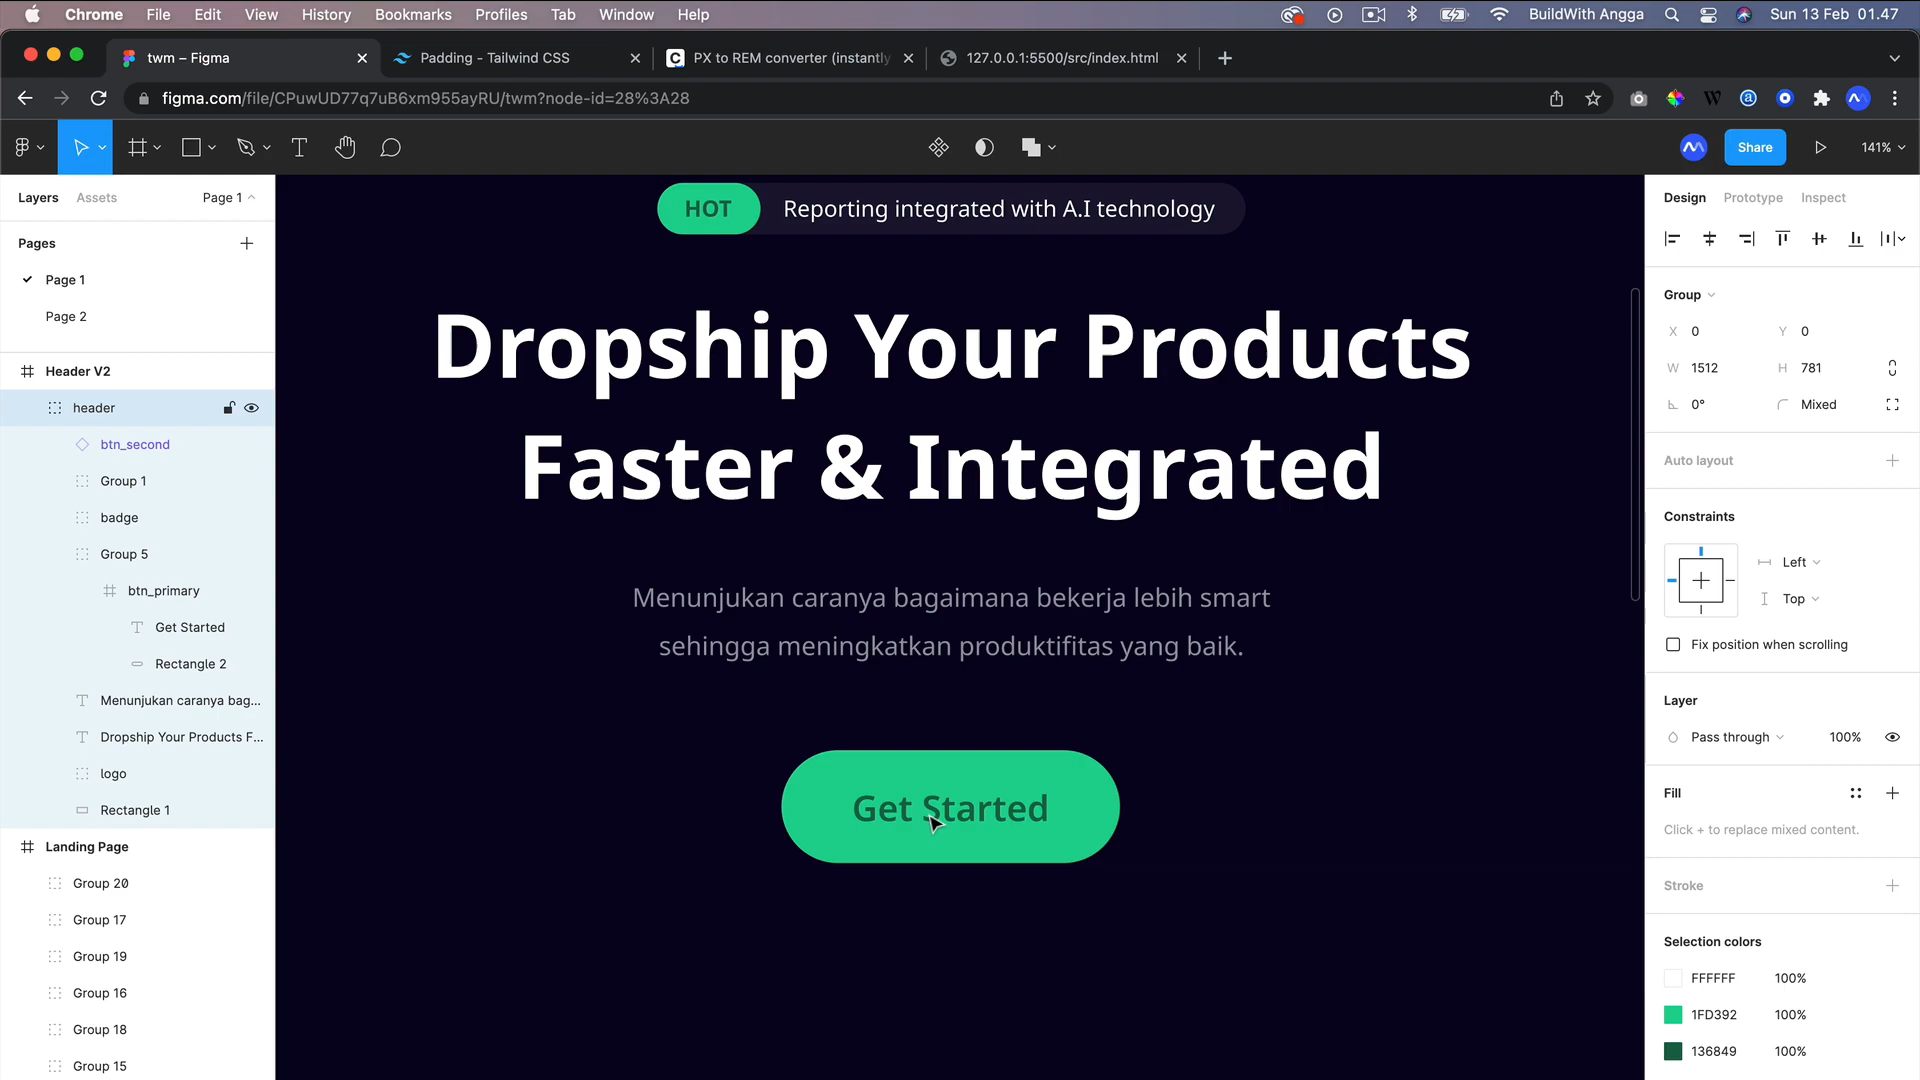 Chrome File Edit View History Bookmarks Profiles Tab Window Help BuildWith Angga Sun 13 Feb 01.47
twm – Figma Padding - Tailwind CSS PX to REM converter (instantly 127.0.0.1:5500/src/index.html
figma.com/file/CPuwUD77q7uB6xm955ayRU/twm?node-id=28%3A28
Share 141%
Layers Assets Page 1
Pages
Page 1
Page 2
Header V2
header
btn_second
Group 1
badge
Group 5
btn_primary
Get Started
Rectangle 2
Menunjukan caranya bag...
Dropship Your Products F...
logo
Rectangle 1
Landing Page
Group 20
Group 17
Group 19
Group 16
Group 18
Group 15
HOT Reporting integrated with A.I technology
Dropship Your Products
Faster & Integrated
Menunjukan caranya bagaimana bekerja lebih smart
sehingga meningkatkan produktifitas yang baik.
Get Started
Design Prototype Inspect
Group
X 0 Y 0
W 1512 H 781
0° Mixed
Auto layout
Constraints
Left
Top
Fix position when scrolling
Layer
Pass through 100%
Fill
Click + to replace mixed content.
Stroke
Selection colors
FFFFFF 100%
1FD392 100%
136849 100%